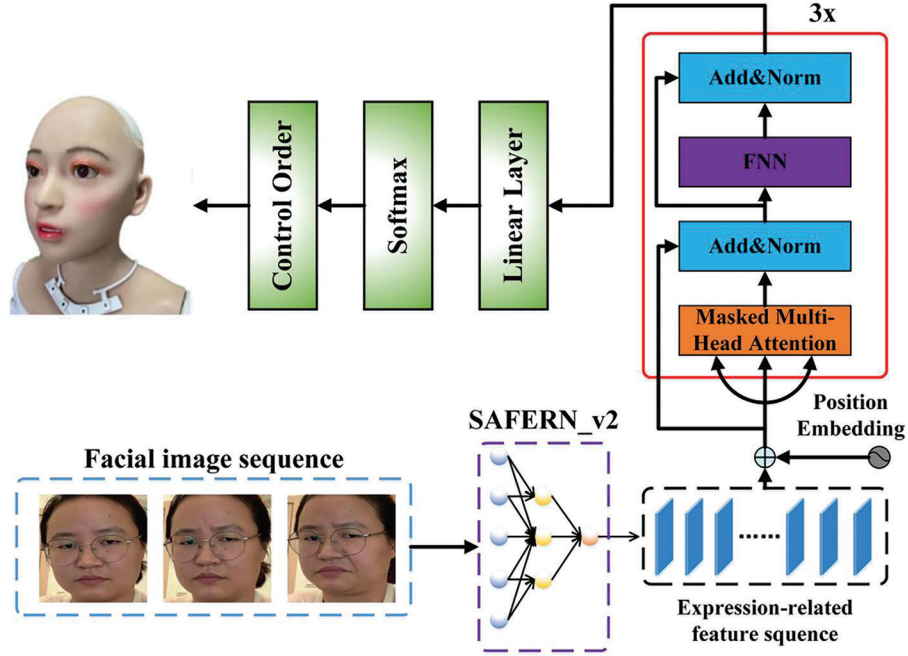 3x
Add&Norm
FNN
Add&Norm
Masked Multi-
Head Attention
Control Order
Softmax
Linear Layer
Position
Embedding
SAFERN_v2
Facial image sequence
Expression-related
feature squence